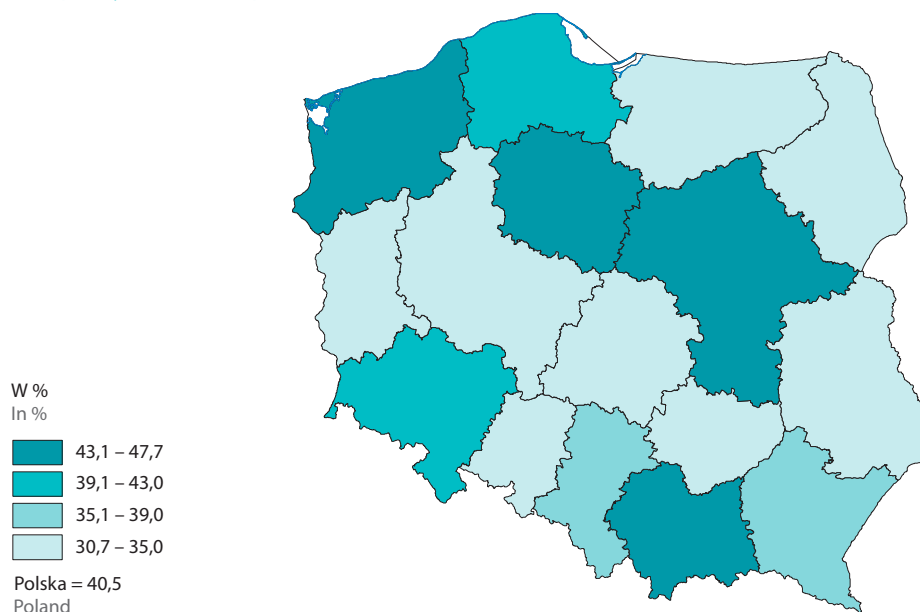 W %
In %
43,1 – 47,7
39,1 – 43,0
35,1 – 39,0
30,7 – 35,0
Polska = 40,5
Poland